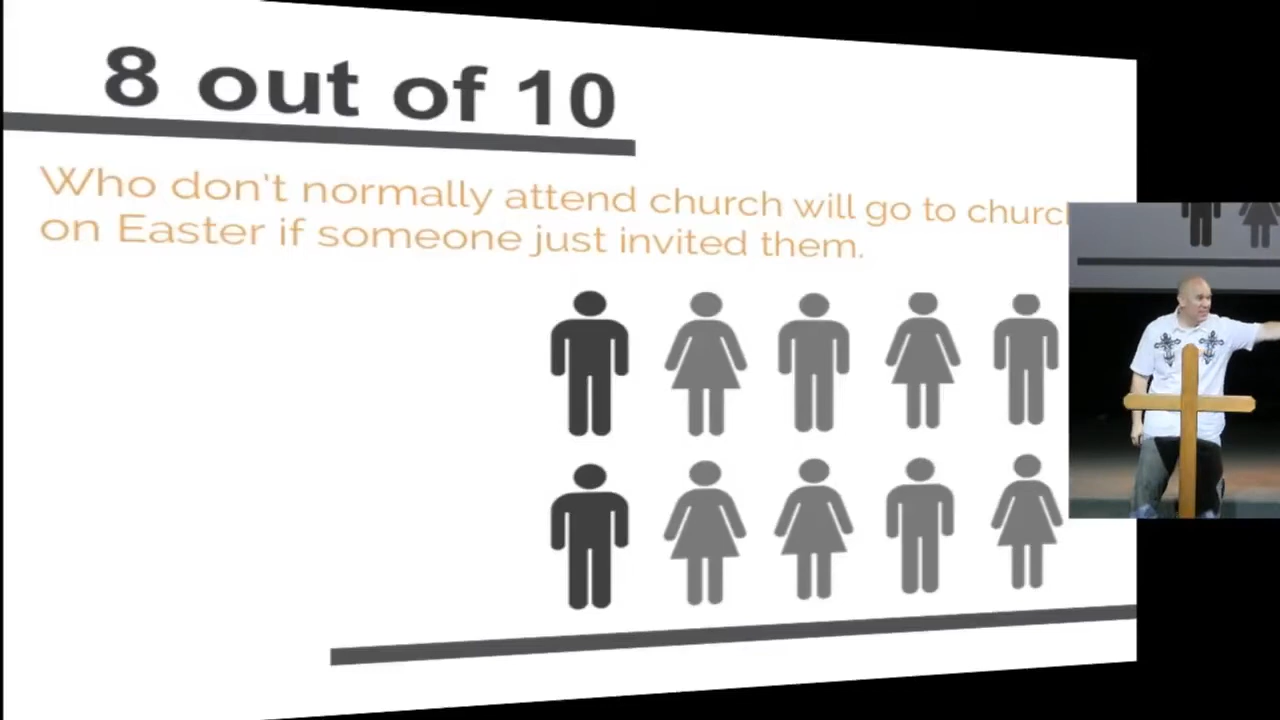 8 out of 10
Who don't normally attend church will go to church
on Easter if someone just invited them.